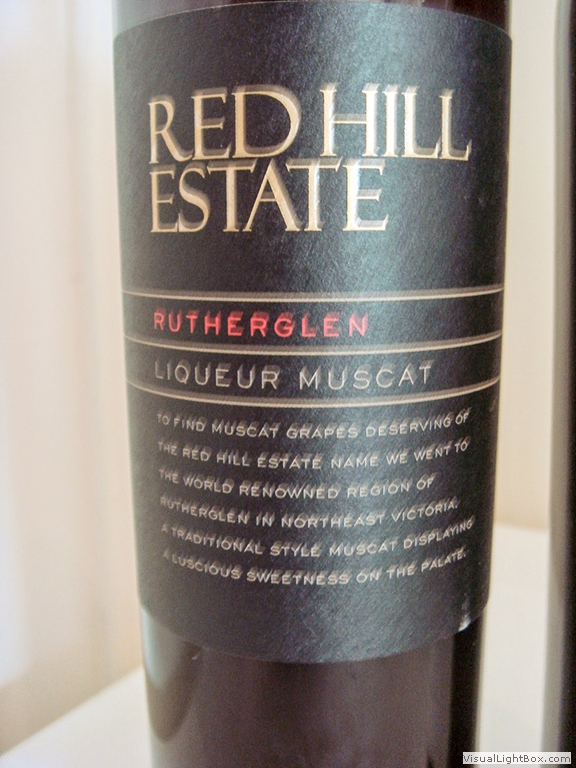 RED HILL
ESTATE
RUTHERGLEN
LIQUEUR MUSCAT
TO FIND MUSCAT GRAPES DESERVING OF
THE RED HILL ESTATE NAME WE WENT TO
THE WORLD RENOWNED REGION OF
RUTHERGLEN IN NORTHEAST VICTORIA.
A TRADITIONAL STYLE MUSCAT DISPLAYING
A LUSCIOUS SWEETNESS ON THE PALATE.
VisualLightBox.com